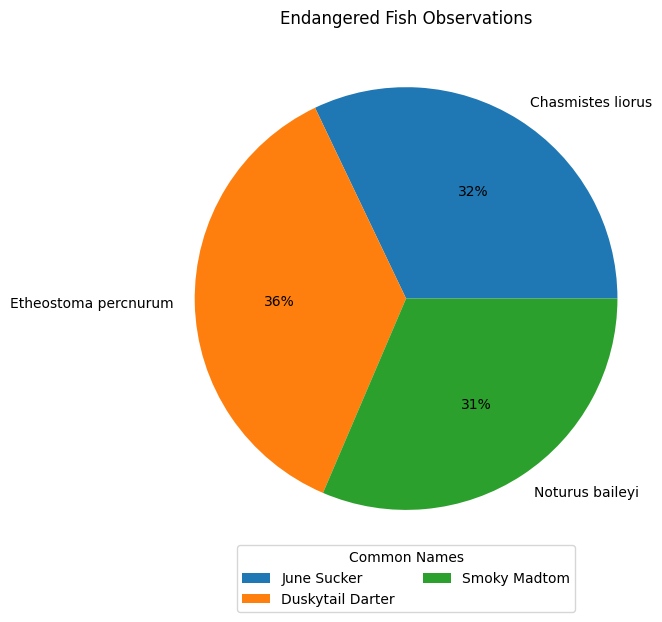 Endangered Fish Observations
Chasmistes liorus
32%
Etheostoma percnurum
36%
31%
Noturus baileyi
Common Names
June Sucker
Duskytail Darter
Smoky Madtom